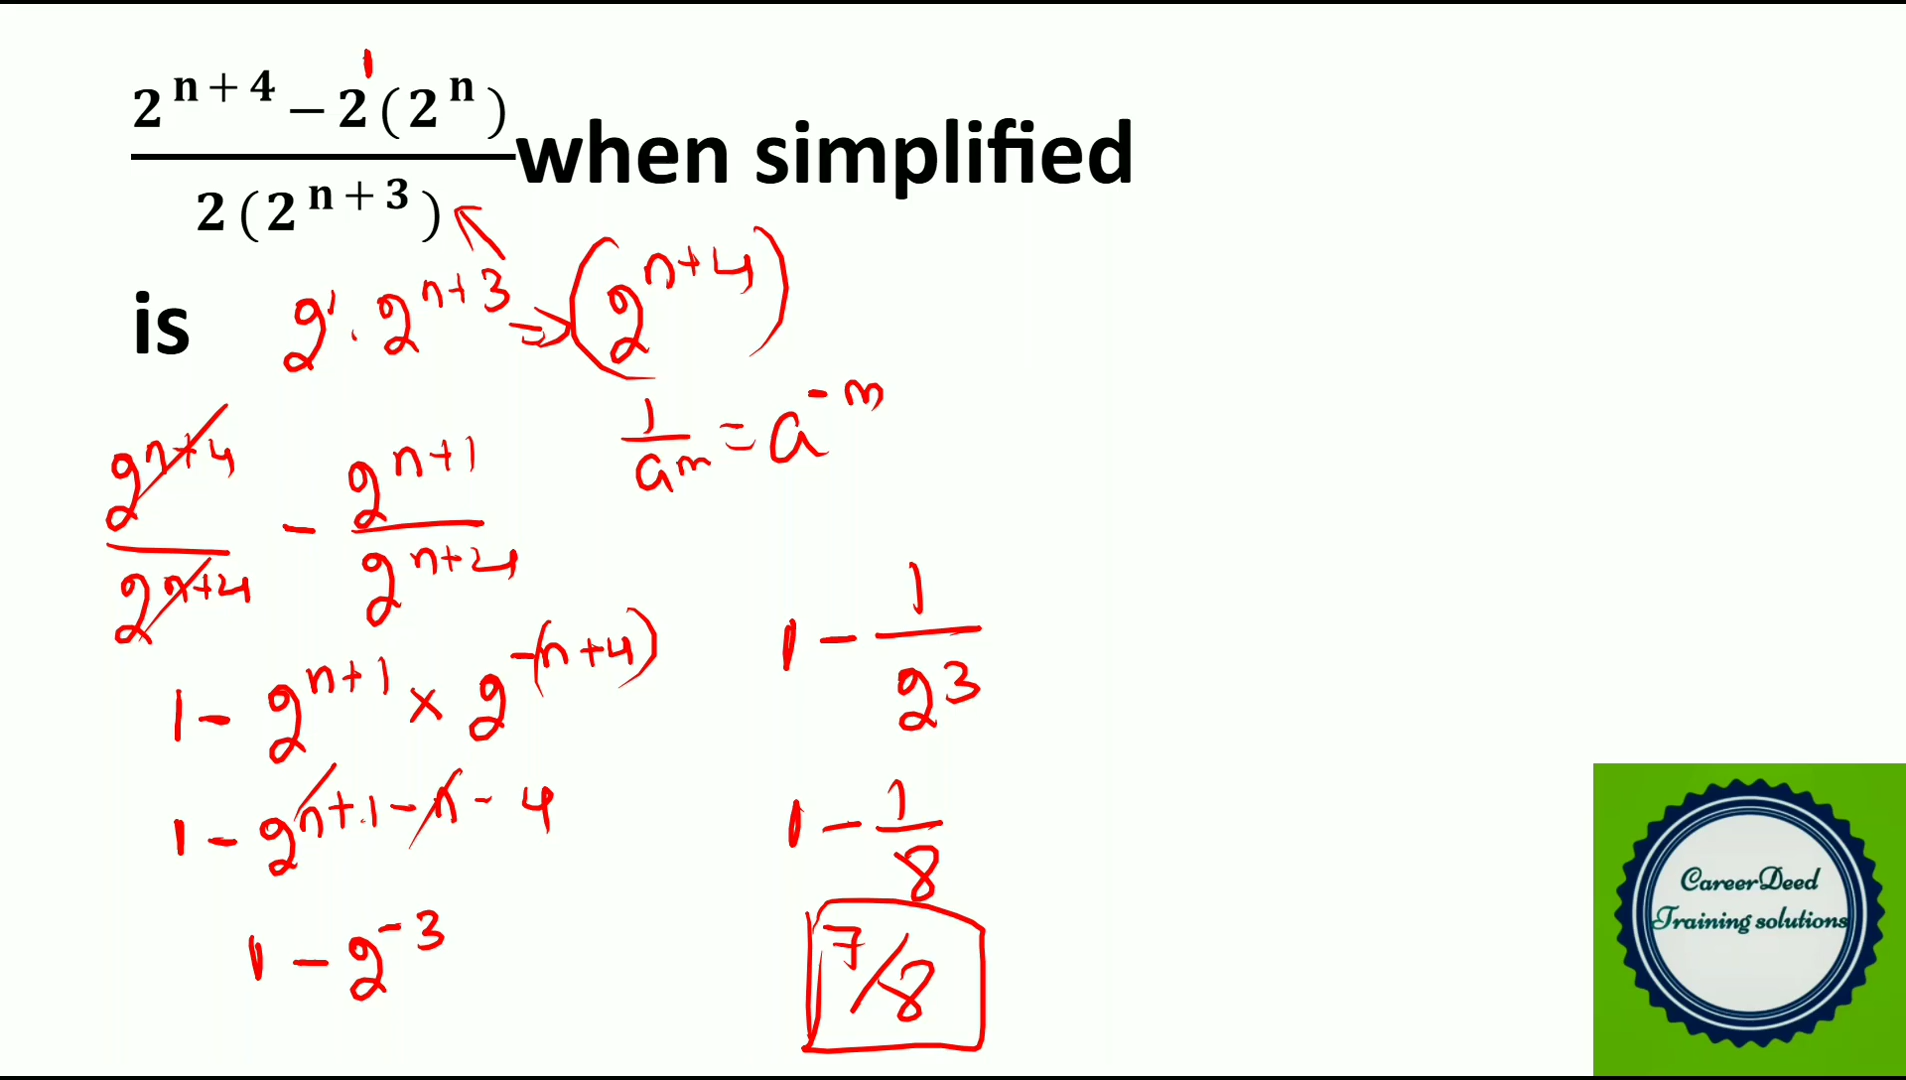 2^{n+4} − 2^1(2^n)
2(2^{n+3})
when simplified
is
2^1 . 2^{n+3} → (2^{n+4})
1/a^m = a^{-m}
2^{n+4}/2^{n+4} − 2^{n+1}/2^{n+4}
1 − 2^{n+1} × 2^{-(n+4)}
1 − 2^{n+1−n−4}
1 − 2^{-3}
1 − 1/2^3
1 − 1/8
7/8
CareerDeed
Training solutions